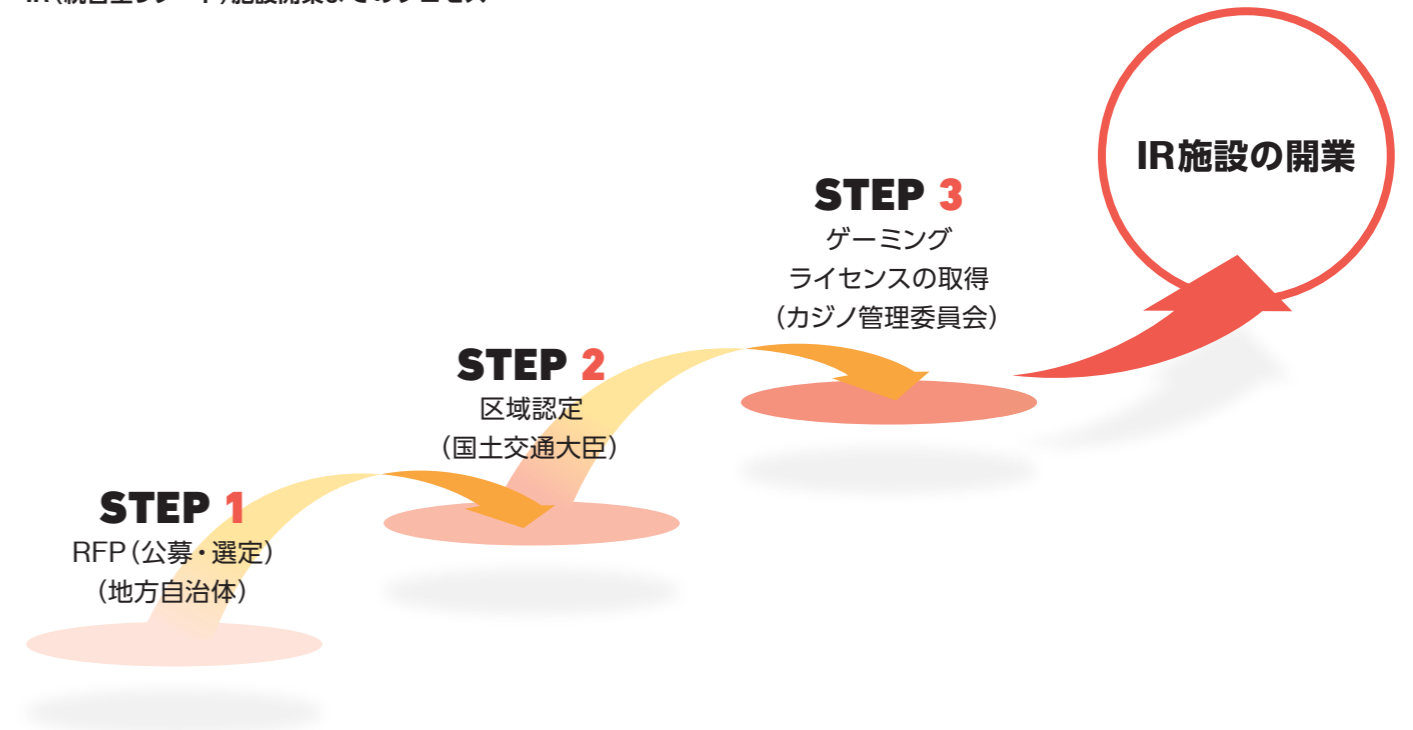 STEP 1
RFP(公募・選定)
(地方自治体)
STEP 2
区域認定
(国土交通大臣)
STEP 3
ゲーミング
ライセンスの取得
(カジノ管理委員会)
IR施設の開業